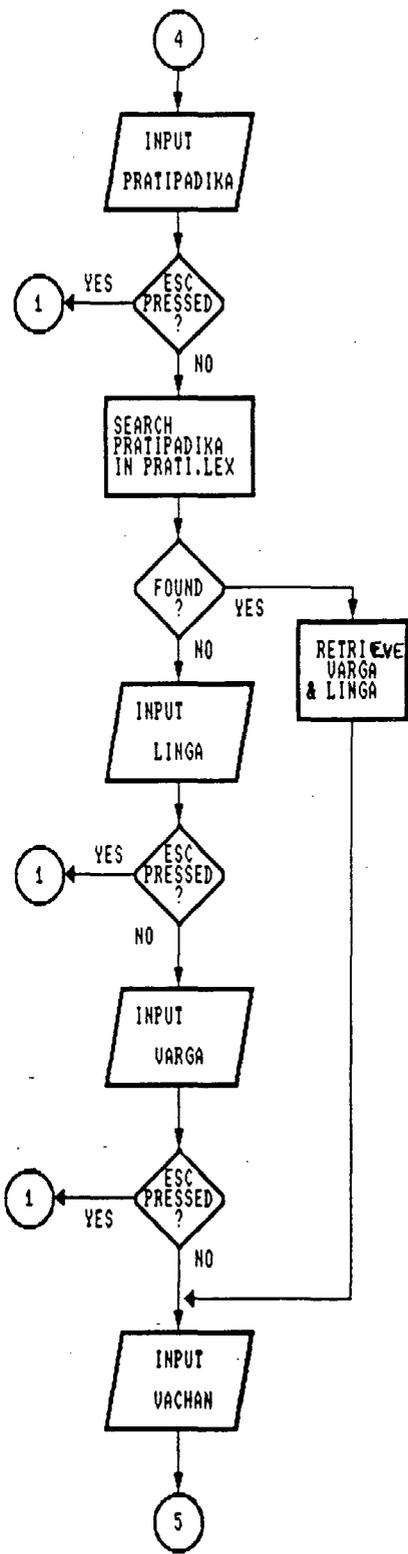 4
INPUT
PRATIPADIKA
ESC
PRESSED
?
YES
1
NO
SEARCH
PRATIPADIKA
IN PRATI.LEX
FOUND
?
YES
NO
RETRIEVE
VARGA
& LINGA
INPUT
LINGA
ESC
PRESSED
?
YES
1
NO
INPUT
VARGA
ESC
PRESSED
?
YES
1
NO
INPUT
VACHAN
5